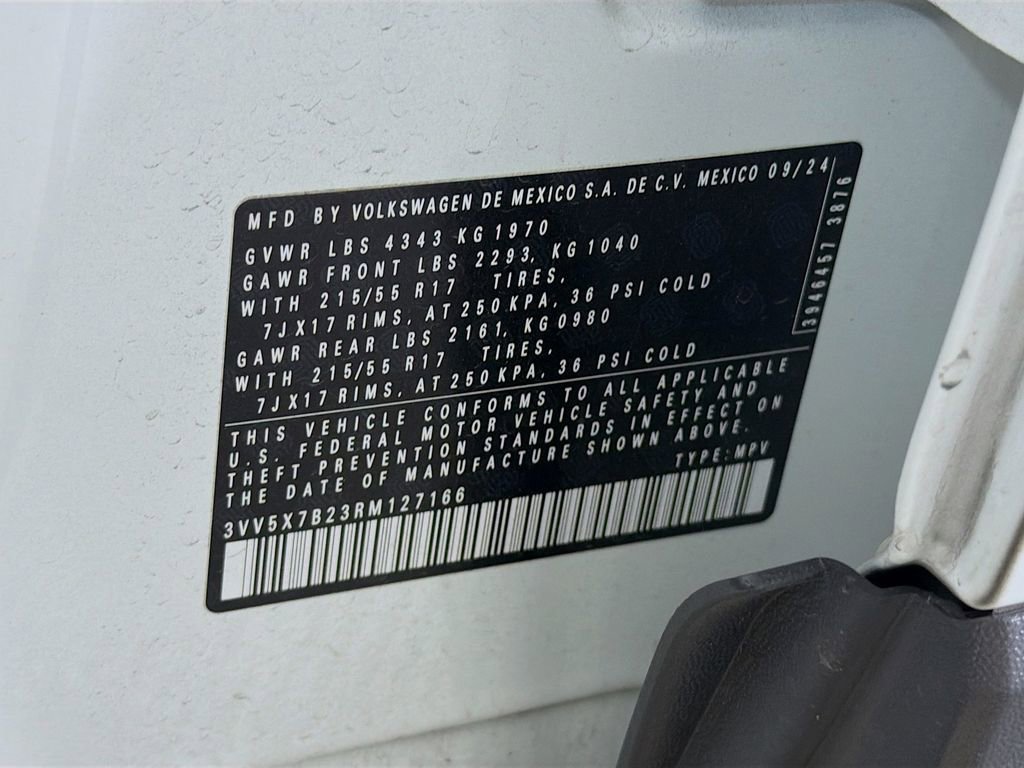 MFD BY VOLKSWAGEN DE MEXICO S.A. DE C.V. MEXICO 09/24
GVWR LBS 4343 KG 1970
GAWR FRONT LBS 2293, KG 1040
WITH 215/55 R17 TIRES,
7JX17 RIMS, AT 250 KPA, 36 PSI COLD
GAWR REAR LBS 2161, KG0980
WITH 215/55 R17 TIRES,
7JX17 RIMS, AT 250 KPA, 36 PSI COLD
3946457 3876
THIS VEHICLE CONFORMS TO ALL APPLICABLE
U.S. FEDERAL MOTOR VEHICLE SAFETY AND
THEFT PREVENTION STANDARDS IN EFFECT ON
THE DATE OF MANUFACTURE SHOWN ABOVE.
TYPE: MPV
3VV5X7B23RM127166